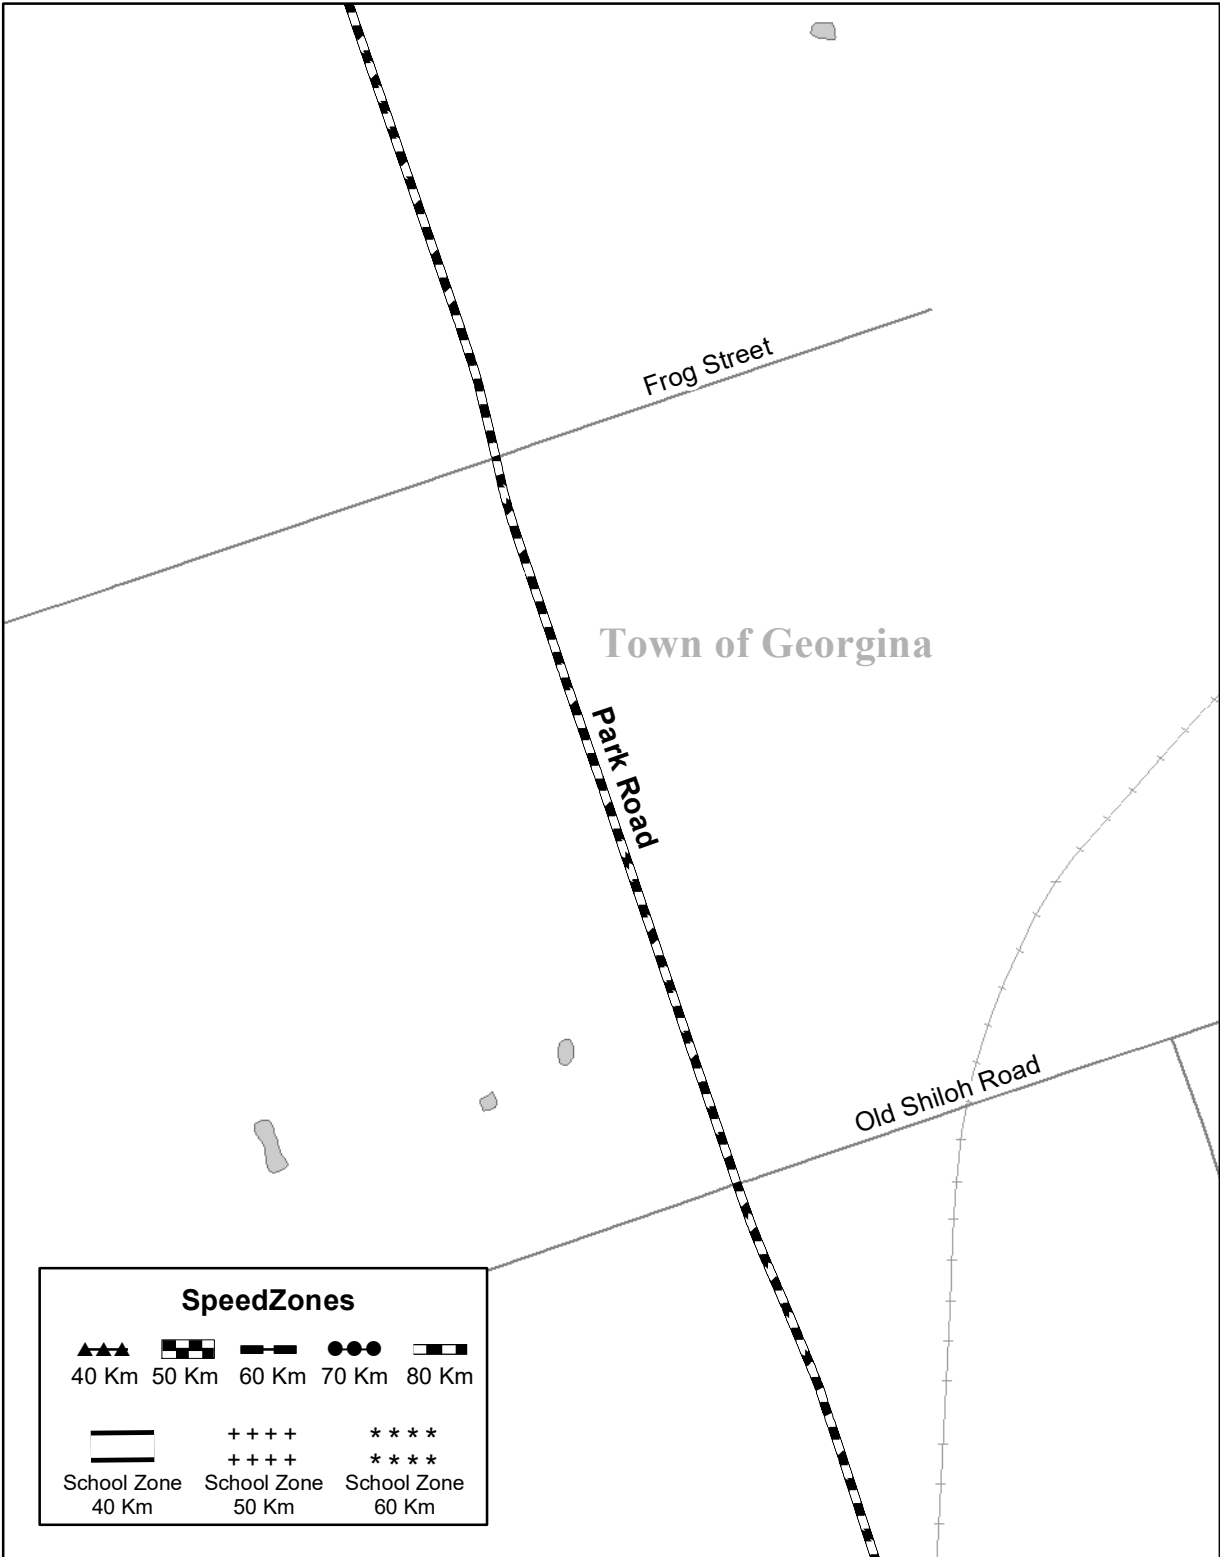 Frog Street
Town of Georgina
Park Road
Old Shiloh Road
SpeedZones
40 Km 50 Km 60 Km 70 Km 80 Km
++++
++++
****
****
School Zone School Zone School Zone
40 Km 50 Km 60 Km